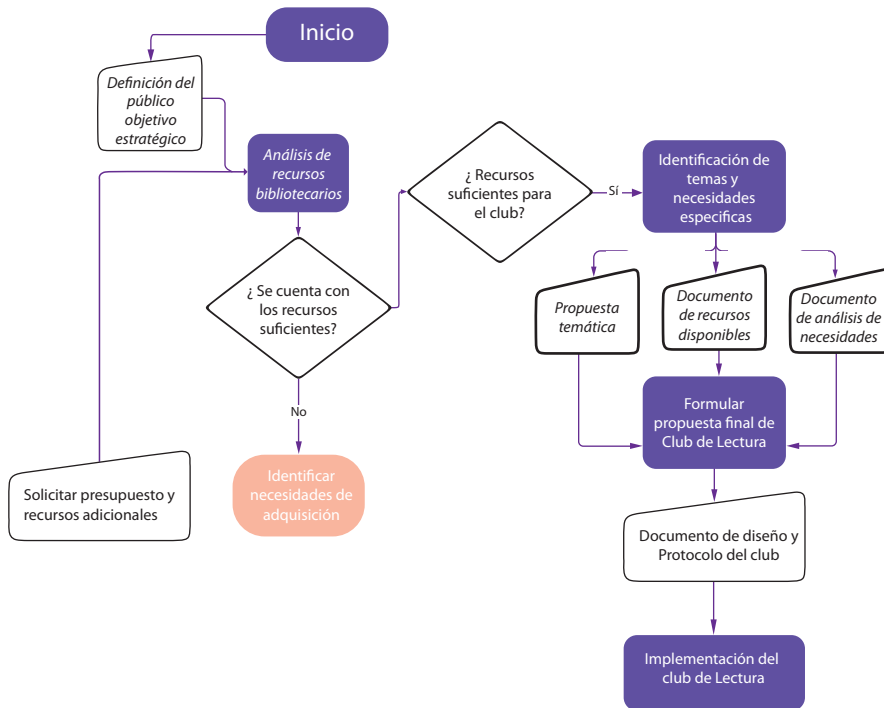 Inicio
Definición del
público
objetivo
estratégico
Análisis de
recursos
bibliotecarios
¿ Recursos
suficientes para
el club?
Sí
Identificación de
temas y
necesidades
especificas
¿ Se cuenta con
los recursos
suficientes?
Propuesta
temática
Documento
de recursos
disponibles
Documento
de análisis de
necesidades
No
Formular
propuesta final de
Club de Lectura
Identificar
necesidades de
adquisición
Solicitar presupuesto y
recursos adicionales
Documento de diseño y
Protocolo del club
Implementación del
club de Lectura